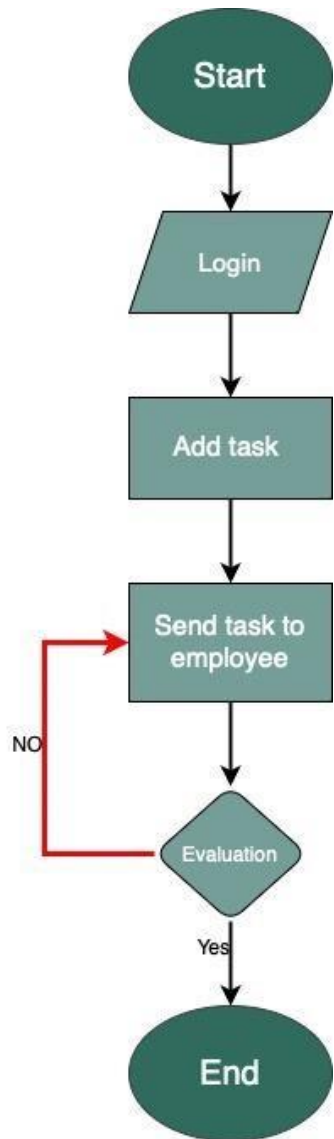 Start
Login
Add task
Send task to
employee
NO
Evaluation
Yes
End